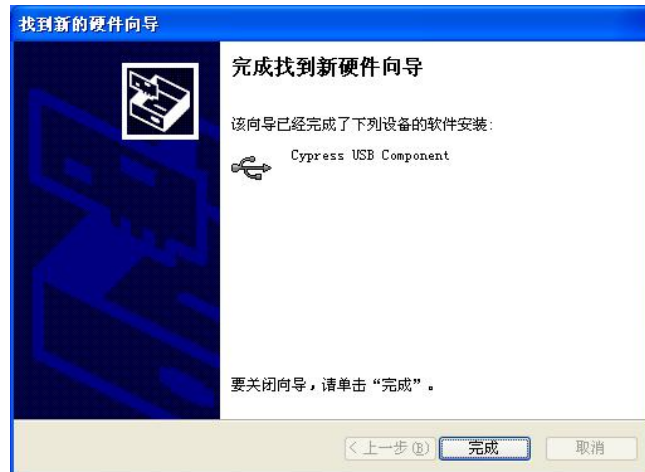 找到新的硬件向导
完成找到新硬件向导
该向导已经完成了下列设备的软件安装:
Cypress USB Component
要关闭向导，请单击“完成”。
< 上一步(B)
完成
取消